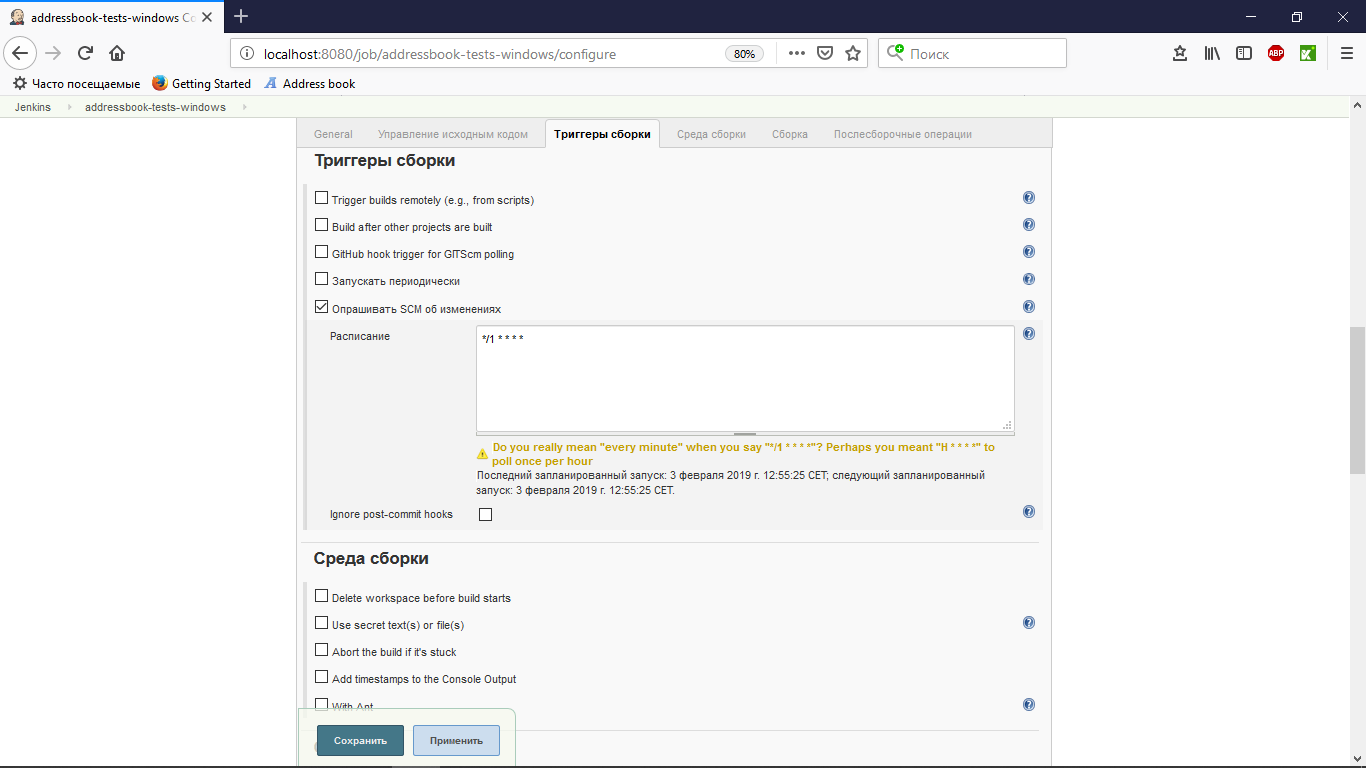 addressbook-tests-windows Co
localhost:8080/job/addressbook-tests-windows/configure
80%
Поиск
ABP
Часто посещаемые
Getting Started
Address book
Jenkins
addressbook-tests-windows
General
Управление исходным кодом
Триггеры сборки
Среда сборки
Сборка
Послесборочные операции
Триггеры сборки
Trigger builds remotely (e.g., from scripts)
Build after other projects are built
GitHub hook trigger for GITScm polling
Запускать периодически
Опрашивать SCM об изменениях
Расписание
*/1 * * * *
Do you really mean "every minute" when you say "*/1 * * * *"? Perhaps you meant "H * * * *" to
poll once per hour
Последний запланированный запуск: 3 февраля 2019 г. 12:55:25 CET; следующий запланированный
запуск: 3 февраля 2019 г. 12:55:25 CET.
Ignore post-commit hooks
Среда сборки
Delete workspace before build starts
Use secret text(s) or file(s)
Abort the build if it's stuck
Add timestamps to the Console Output
With Ant
Сохранить
Применить